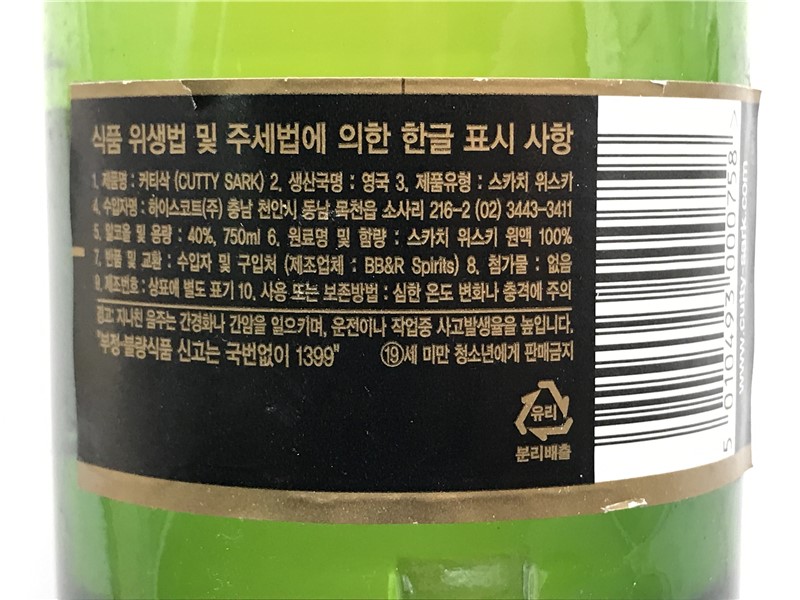 식품 위생법 및 주세법에 의한 한글 표시 사항
1. 제품명 : 커티삭 (CUTTY SARK) 2. 생산국명 : 영국 3. 제품유형 : 스카치 위스키
4. 수입자명 : 하이스코트(주) 충남 천안시 동남 목천읍 소사리 216-2 (02) 3443-3411
5. 알코올 및 용량 : 40%, 750ml 6. 원료명 및 함량 : 스카치 위스키 원액 100%
7. 반품 및 교환 : 수입자 및 구입처 (제조업체 : BB&R Spirits) 8. 첨가물 : 없음
9. 제조번호 : 상표에 별도 표기 10. 사용 또는 보존방법 : 심한 온도 변화나 충격에 주의
경고: 지나친 음주는 간경화나 간암을 일으키며, 운전이나 작업중 사고발생율을 높입니다.
"부정·불량식품 신고는 국번없이 1399" ⑲세 미만 청소년에게 판매금지
유리
분리배출
5 010493 000758 >
www.cutty-sark.com